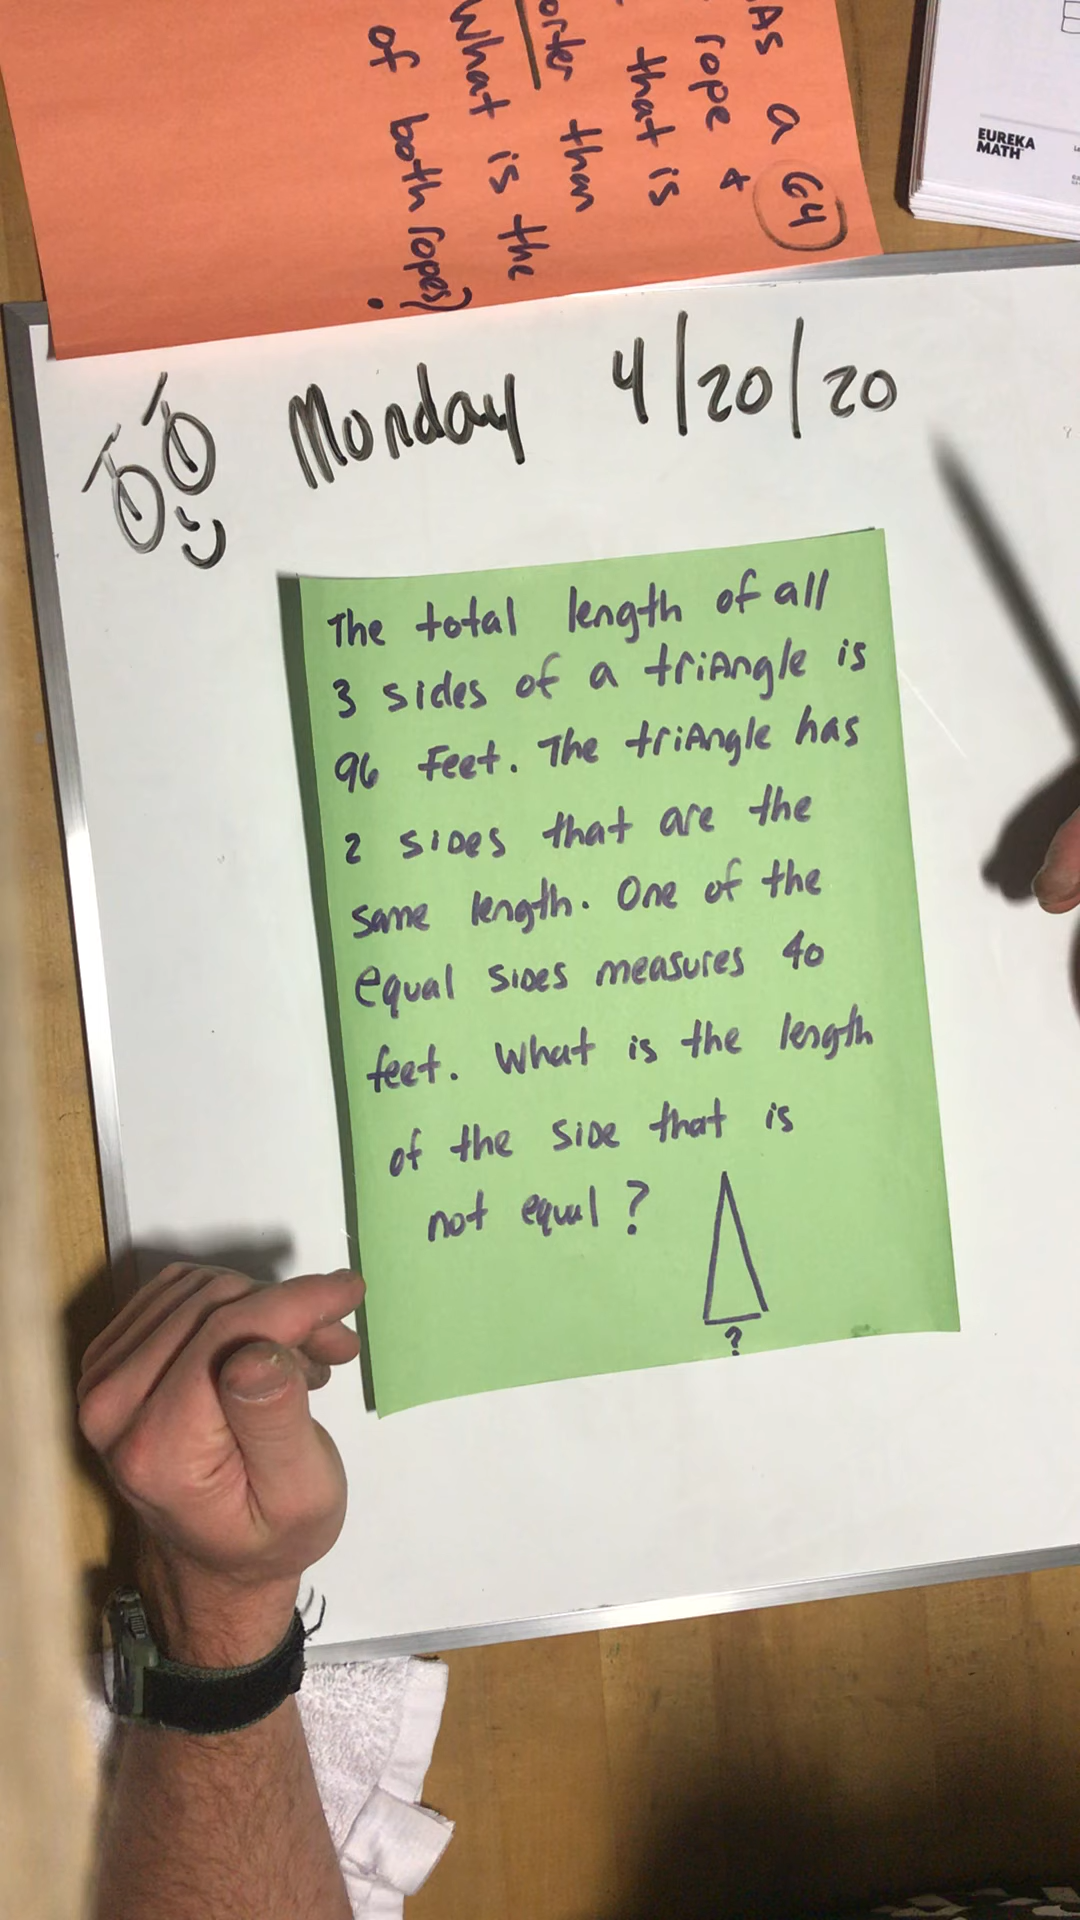 As a 64
rope &
that is
orter than
What is the
of both ropes?
EUREKA
MATH
Monday 4/20/20
The total length of all
3 sides of a triAngle is
96 feet. The triAngle has
2 siDes that are the
same length. One of the
equal siDes measures 40
feet. What is the length
of the siDe that is
not equal ?
?